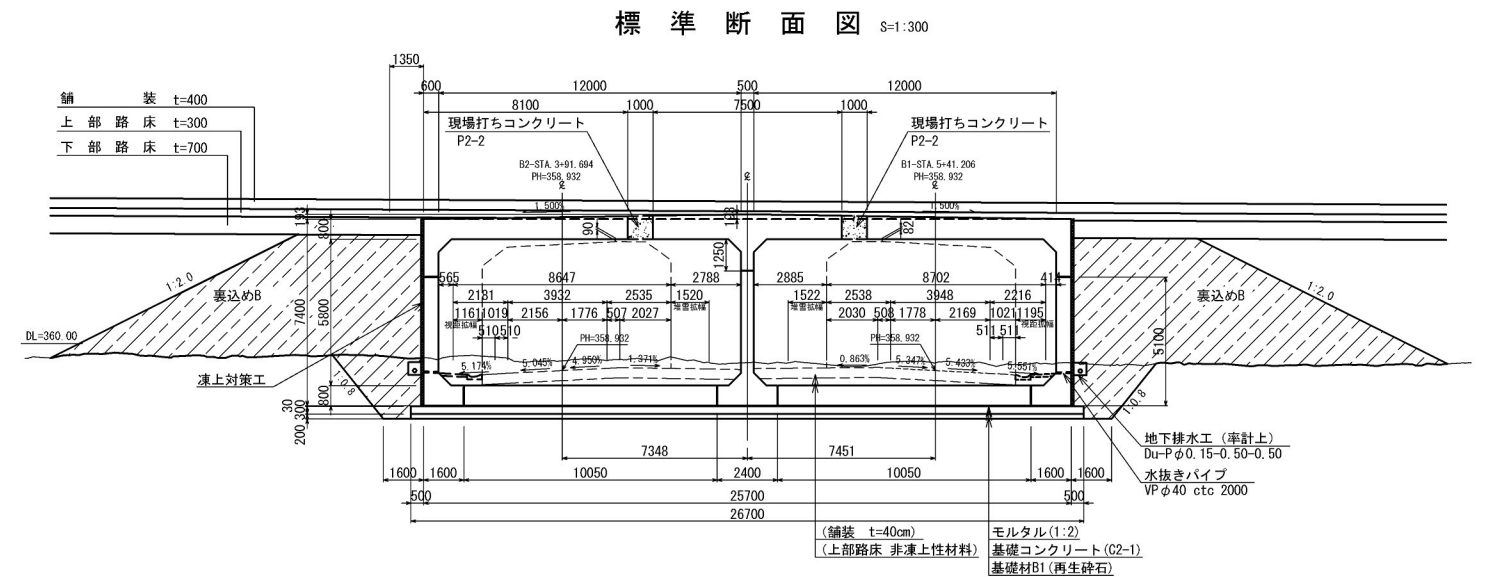 標準断面図 S=1:300
1350
600 12000 500 12000
8100 1000 7500 1000
舗装 t=400
上部路床 t=300
下部路床 t=700
現場打ちコンクリート
P2-2
現場打ちコンクリート
P2-2
B2-STA.3+91.694
PH=358.932
B1-STA.5+41.206
PH=358.932
1.500% 1.500%
193
800
90 82
1250
565 8647 2788 2885 8702 414
2181 3932 2535 1520 1522 2538 3948 2216
堆雪拡幅 堆雪拡幅
1161 1019 2156 1776 507 2027 2030 508 1778 2169 1021 1195
視距拡幅 視距拡幅
510 510 511 511
PH=358.932 PH=358.932
5.174% 5.045% 4.950% 1.371% 0.863% 5.347% 5.433% 5.551%
1:2.0 1:2.0
裏込めB 裏込めB
DL=360.00
7400 5800 5100
凍上対策工
1:0.8 1:0.8
800
30
300
200
7348 7451
1600 1600 10050 2400 10050 1600 1600
500 25700 500
26700
地下排水工 (率計上)
Du-Pφ0.15-0.50-0.50
水抜きパイプ
VPφ40 ctc 2000
(舗装 t=40cm)
(上部路床 非凍上性材料)
モルタル(1:2)
基礎コンクリート(C2-1)
基礎材B1(再生砕石)